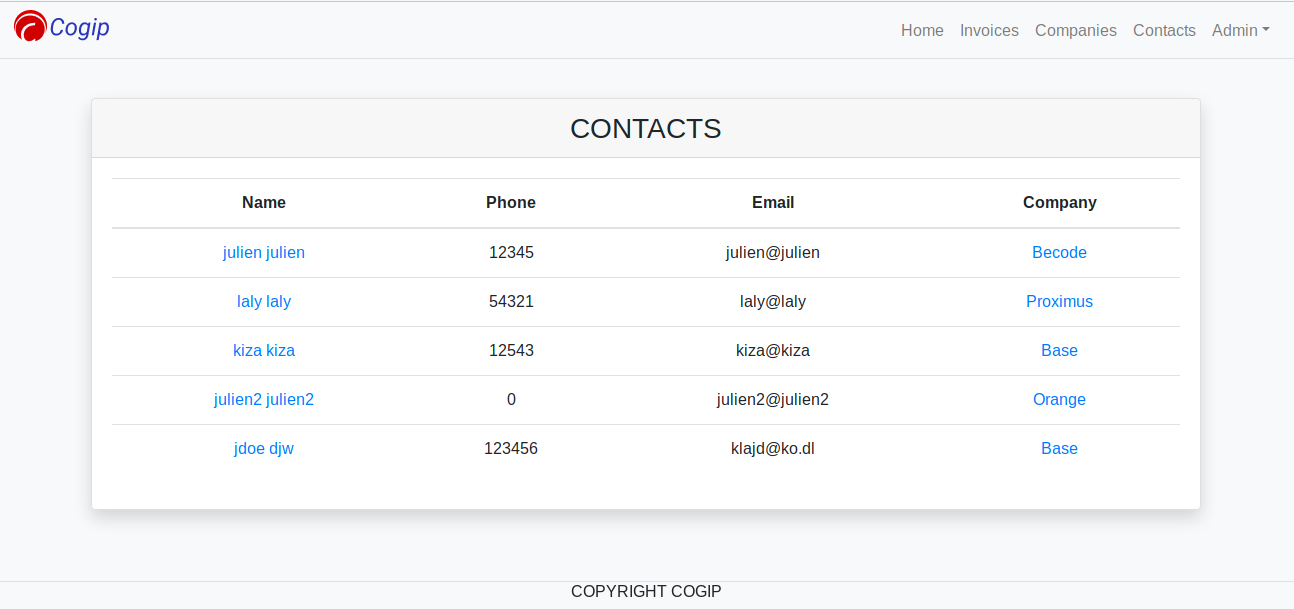 Cogip Home Invoices Companies Contacts Admin
CONTACTS
Name Phone Email Company
julien julien 12345 julien@julien Becode
laly laly 54321 laly@laly Proximus
kiza kiza 12543 kiza@kiza Base
julien2 julien2 0 julien2@julien2 Orange
jdoe djw 123456 klajd@ko.dl Base
COPYRIGHT COGIP